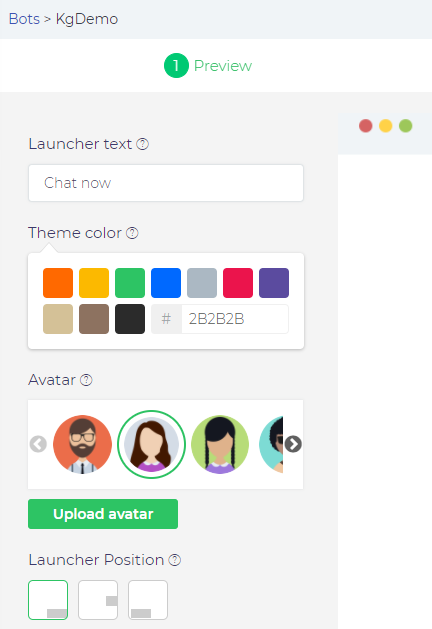 Bots > KgDemo
1 Preview
Launcher text ?
Chat now
Theme color ?
# 2B2B2B
Avatar ?
Upload avatar
Launcher Position ?